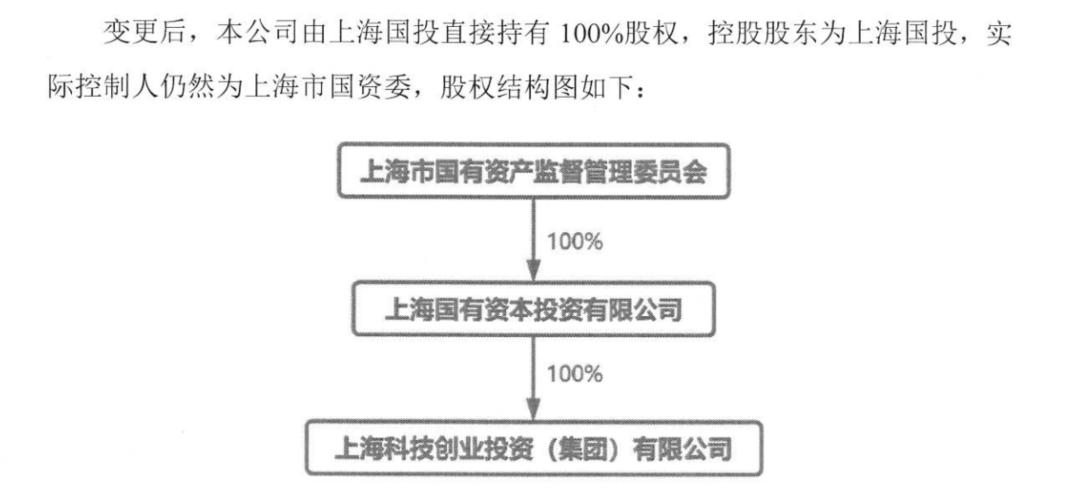 变更后，本公司由上海国投直接持有 100%股权，控股股东为上海国投，实
际控制人仍然为上海市国资委，股权结构图如下：
上海市国有资产监督管理委员会
100%
上海国有资本投资有限公司
100%
上海科技创业投资（集团）有限公司